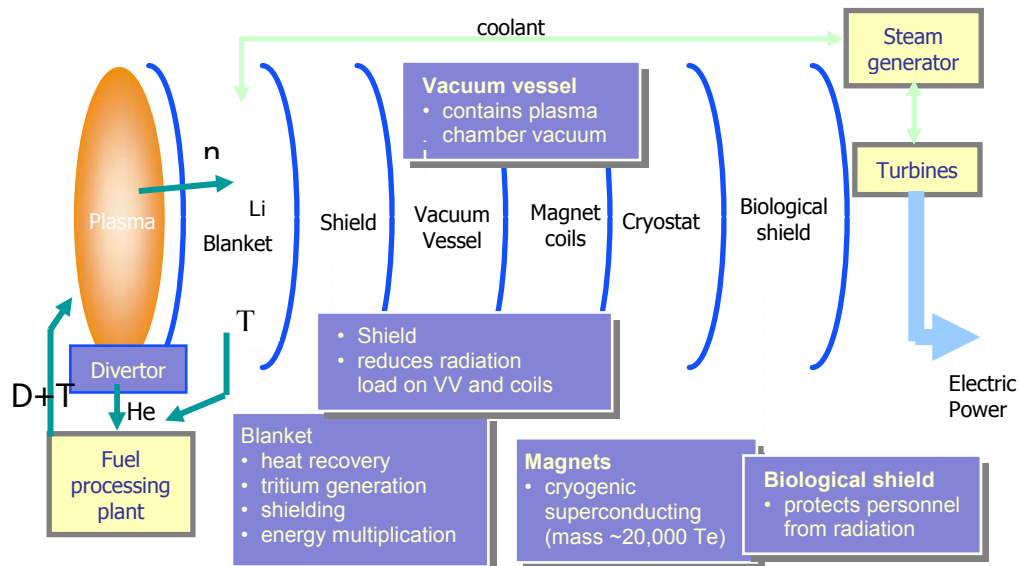 coolant
Steam
generator
Vacuum vessel
• contains plasma
chamber vacuum
n
Turbines
Plasma
Li
Blanket
Shield
Vacuum
Vessel
Magnet
coils
Cryostat
Biological
shield
T
• Shield
• reduces radiation
load on VV and coils
Divertor
D+T
He
Electric
Power
Fuel
processing
plant
Blanket
• heat recovery
• tritium generation
• shielding
• energy multiplication
Magnets
• cryogenic
superconducting
(mass ~20,000 Te)
Biological shield
• protects personnel
from radiation